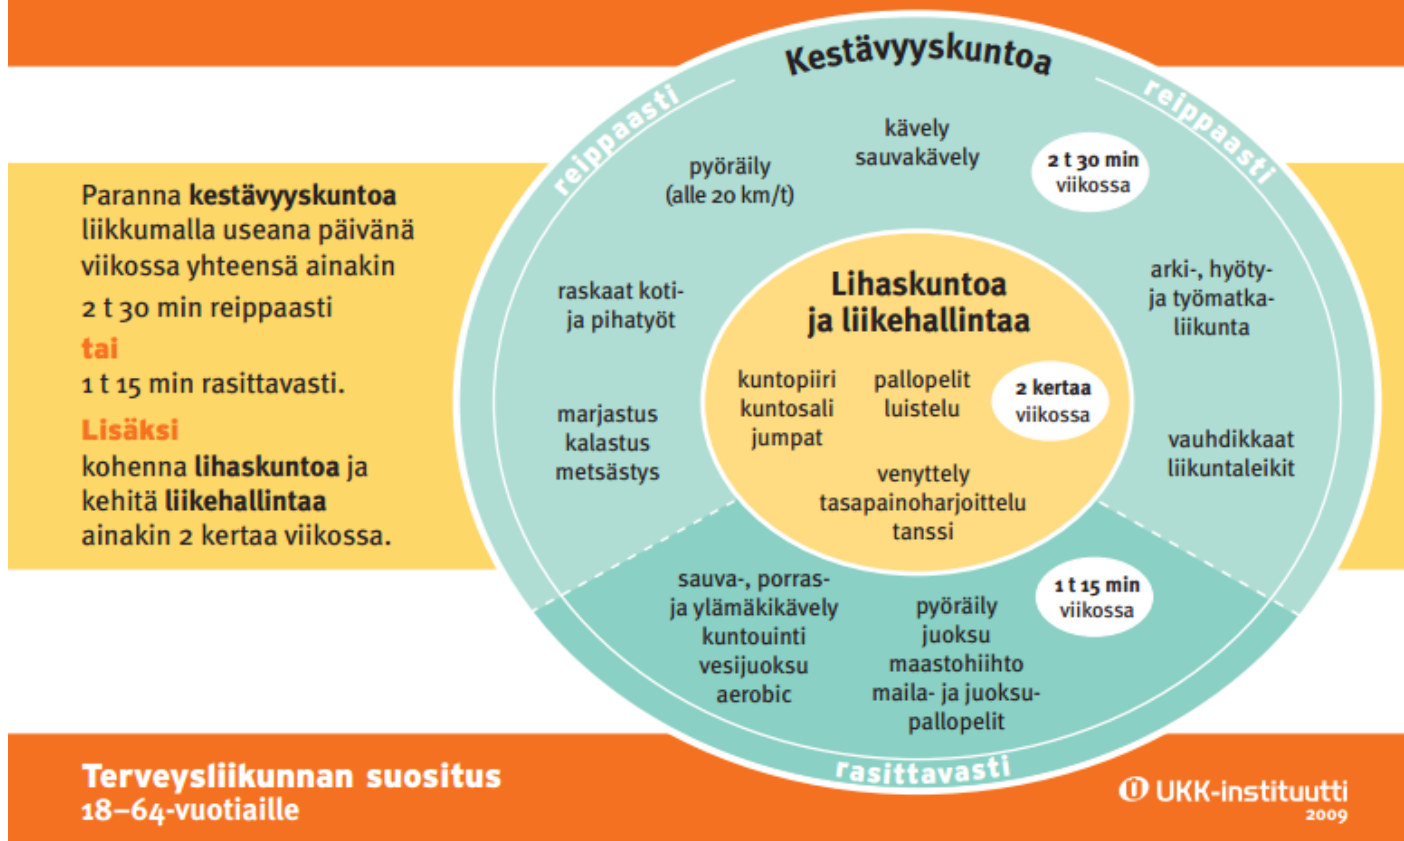 Paranna kestävyyskuntoa
liikkumalla useana päivänä
viikossa yhteensä ainakin
2 t 30 min reippaasti
tai
1 t 15 min rasittavasti.
Lisäksi
kohenna lihaskuntoa ja
kehitä liikehallintaa
ainakin 2 kertaa viikossa.
Kestävyyskuntoa
reippaasti
reippaasti
kävely
sauvakävely
pyöräily
(alle 20 km/t)
2 t 30 min
viikossa
raskaat koti-
ja pihatyöt
arki-, hyöty-
ja työmatka-
liikunta
marjastus
kalastus
metsästys
vauhdikkaat
liikuntaleikit
Lihaskuntoa
ja liikehallintaa
kuntopiiri
kuntosali
jumpat
pallopelit
luistelu
2 kertaa
viikossa
venyttely
tasapainoharjoittelu
tanssi
sauva-, porras-
ja ylämäkikävely
kuntouinti
vesijuoksu
aerobic
pyöräily
juoksu
maastohiihto
maila- ja juoksu-
pallopelit
1 t 15 min
viikossa
rasittavasti
Terveysliikunnan suositus
18–64-vuotiaille
UKK-instituutti
2009